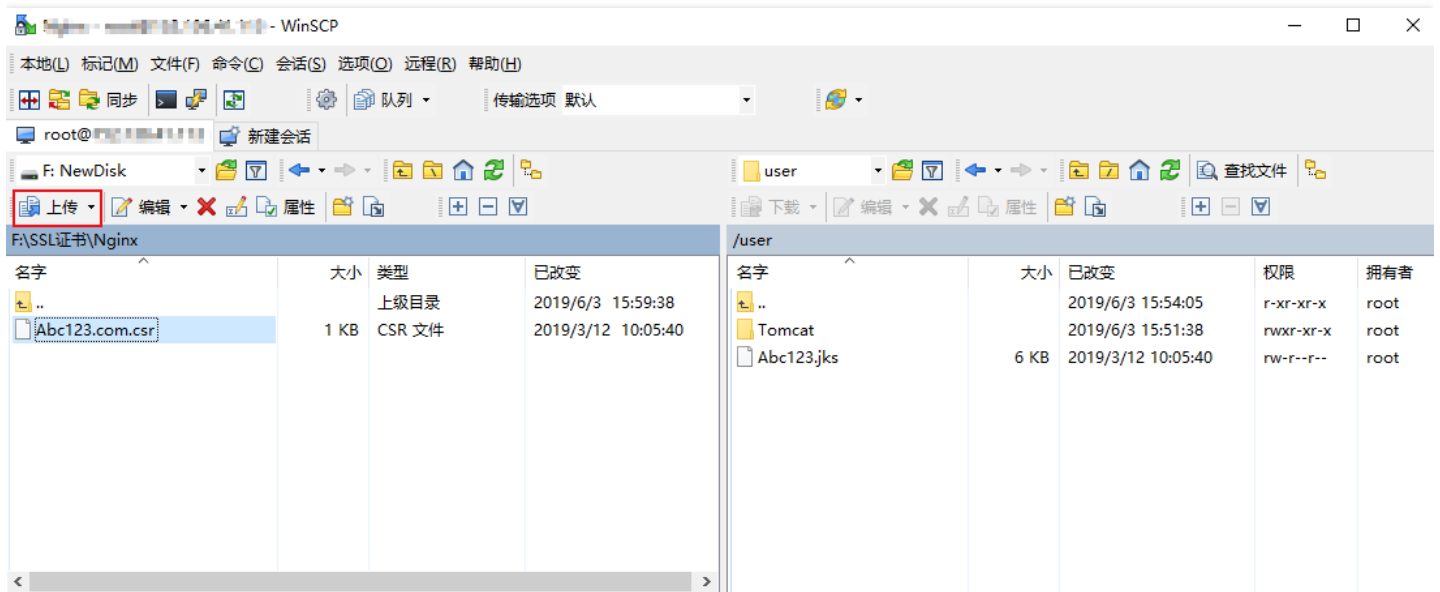 - WinSCP
本地(L) 标记(M) 文件(F) 命令(C) 会话(S) 选项(O) 远程(R) 帮助(H)
同步 队列 传输选项 默认
root@ 新建会话
F: NewDisk user 查找文件
上传 编辑 属性 下载 编辑 属性
F:\SSL证书\Nginx /user
名字 大小 类型 已改变 名字 大小 已改变 权限 拥有者
.. 上级目录 2019/6/3 15:59:38 .. 2019/6/3 15:54:05 r-xr-xr-x root
Abc123.com.csr 1 KB CSR 文件 2019/3/12 10:05:40 Tomcat 2019/6/3 15:51:38 rwxr-xr-x root
Abc123.jks 6 KB 2019/3/12 10:05:40 rw-r--r-- root